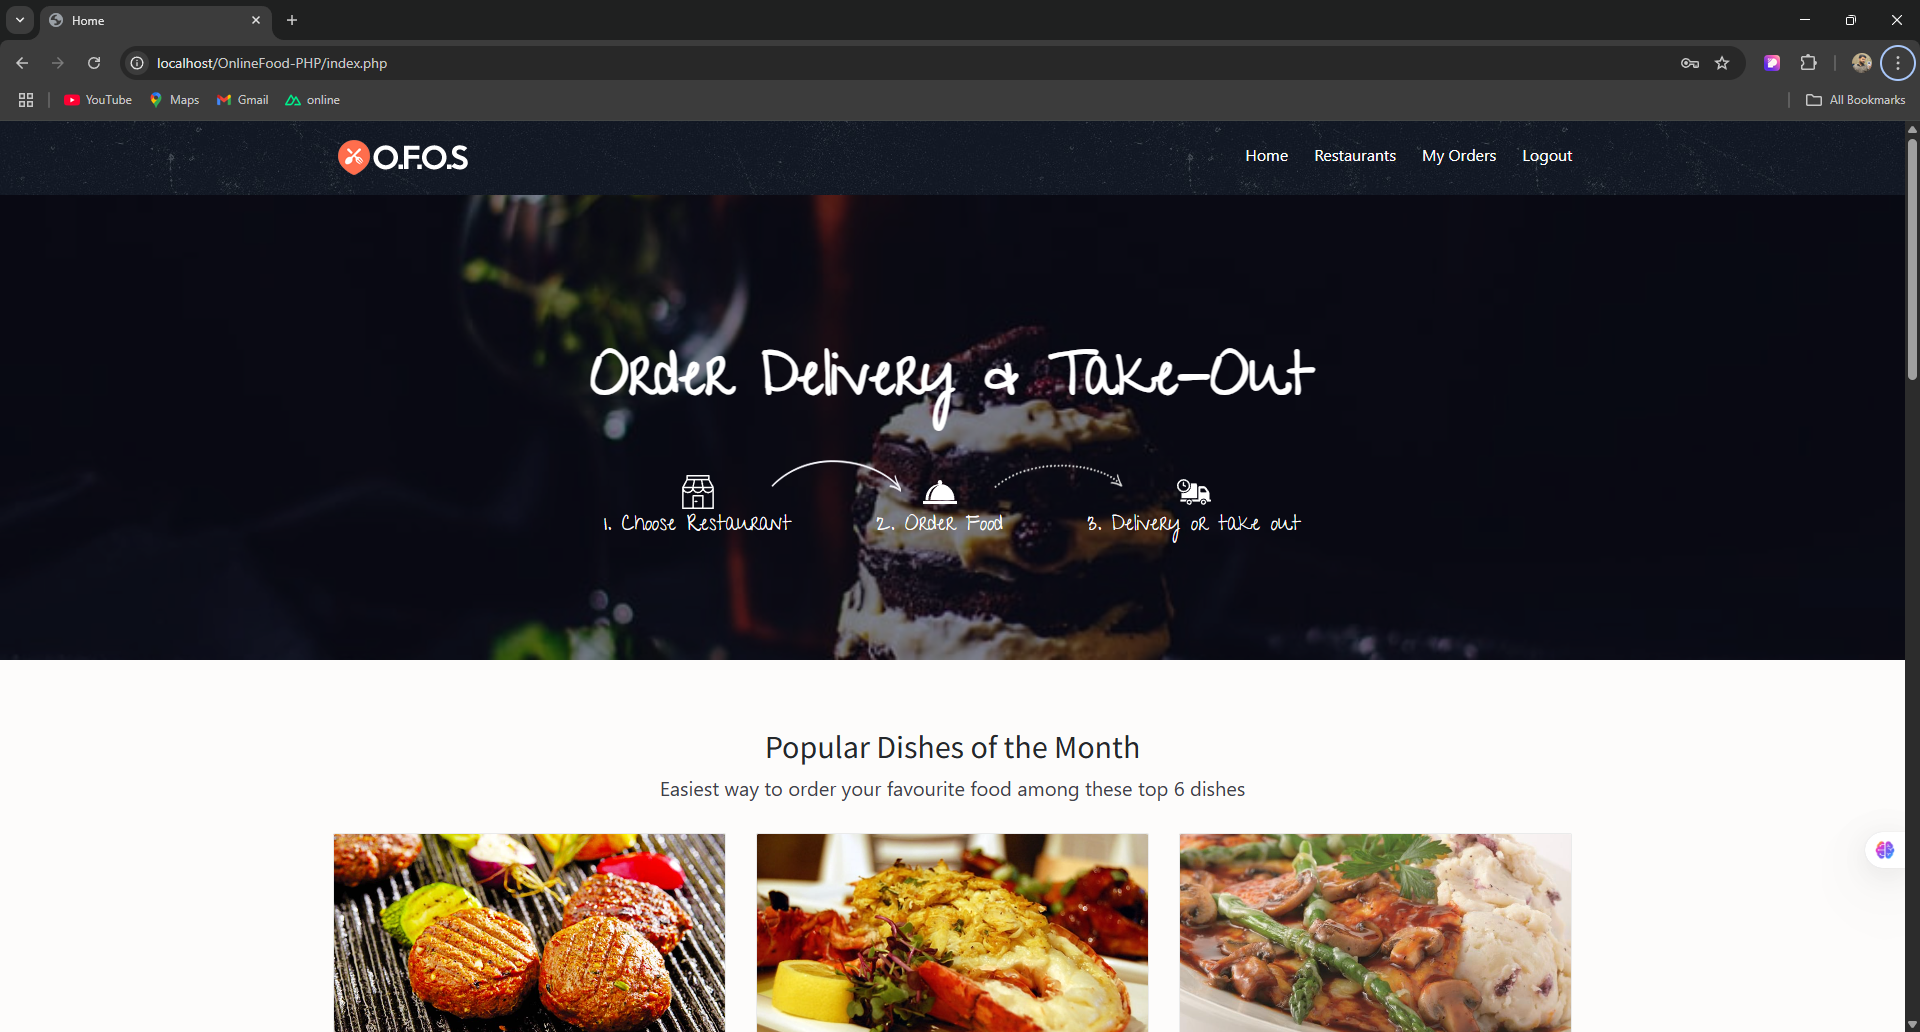 Home
localhost/OnlineFood-PHP/index.php
YouTube Maps Gmail online All Bookmarks
O.F.O.S Home Restaurants My Orders Logout
Order Delivery & Take-Out
1. Choose Restaurant 2. Order Food 3. Delivery or take out
Popular Dishes of the Month
Easiest way to order your favourite food among these top 6 dishes